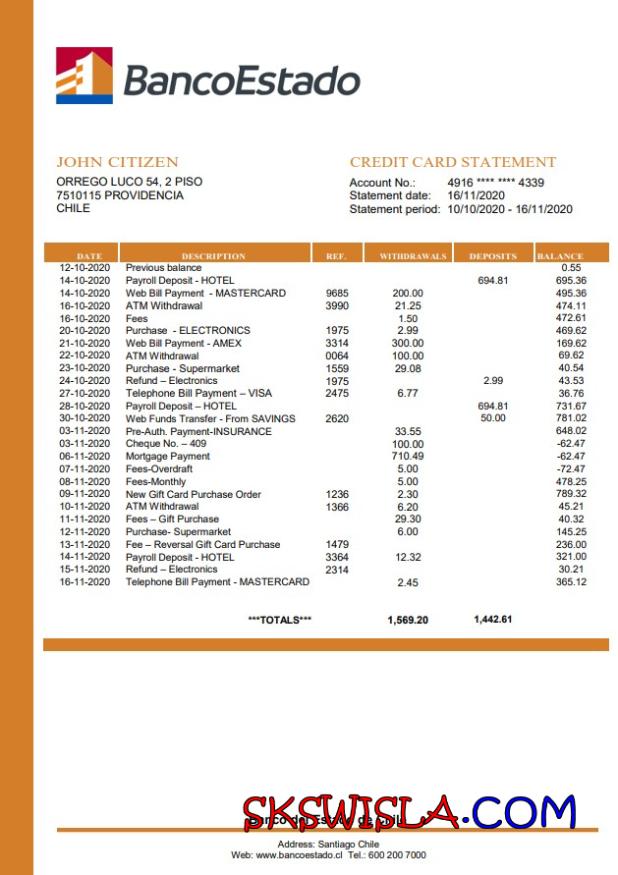 BancoEstado
JOHN CITIZEN
ORREGO LUCO 54, 2 PISO
7510115 PROVIDENCIA
CHILE
CREDIT CARD STATEMENT
Account No.: 4916 **** **** 4339
Statement date: 16/11/2020
Statement period: 10/10/2020 - 16/11/2020
DATE DESCRIPTION REF. WITHDRAWALS DEPOSITS BALANCE
12-10-2020 Previous balance 0.55
14-10-2020 Payroll Deposit - HOTEL 694.81 695.36
14-10-2020 Web Bill Payment - MASTERCARD 9685 200.00 495.36
16-10-2020 ATM Withdrawal 3990 21.25 474.11
16-10-2020 Fees 1.50 472.61
20-10-2020 Purchase - ELECTRONICS 1975 2.99 469.62
21-10-2020 Web Bill Payment - AMEX 3314 300.00 169.62
22-10-2020 ATM Withdrawal 0064 100.00 69.62
23-10-2020 Purchase - Supermarket 1559 29.08 40.54
24-10-2020 Refund – Electronics 1975 2.99 43.53
27-10-2020 Telephone Bill Payment – VISA 2475 6.77 36.76
28-10-2020 Payroll Deposit – HOTEL 694.81 731.67
30-10-2020 Web Funds Transfer - From SAVINGS 2620 50.00 781.02
03-11-2020 Pre-Auth. Payment-INSURANCE 33.55 648.02
03-11-2020 Cheque No. – 409 100.00 -62.47
06-11-2020 Mortgage Payment 710.49 -62.47
07-11-2020 Fees-Overdraft 5.00 -72.47
08-11-2020 Fees-Monthly 5.00 478.25
09-11-2020 New Gift Card Purchase Order 1236 2.30 789.32
10-11-2020 ATM Withdrawal 1366 6.20 45.21
11-11-2020 Fees – Gift Purchase 29.30 40.32
12-11-2020 Purchase- Supermarket 6.00 145.25
13-11-2020 Fee – Reversal Gift Card Purchase 1479 236.00
14-11-2020 Payroll Deposit - HOTEL 3364 12.32 321.00
15-11-2020 Refund – Electronics 2314 30.21
16-11-2020 Telephone Bill Payment - MASTERCARD 2.45 365.12
***TOTALS*** 1,569.20 1,442.61
SKSWISLA.COM
Banco del Estado de Chile
Address: Santiago Chile
Web: www.bancoestado.cl Tel.: 600 200 7000